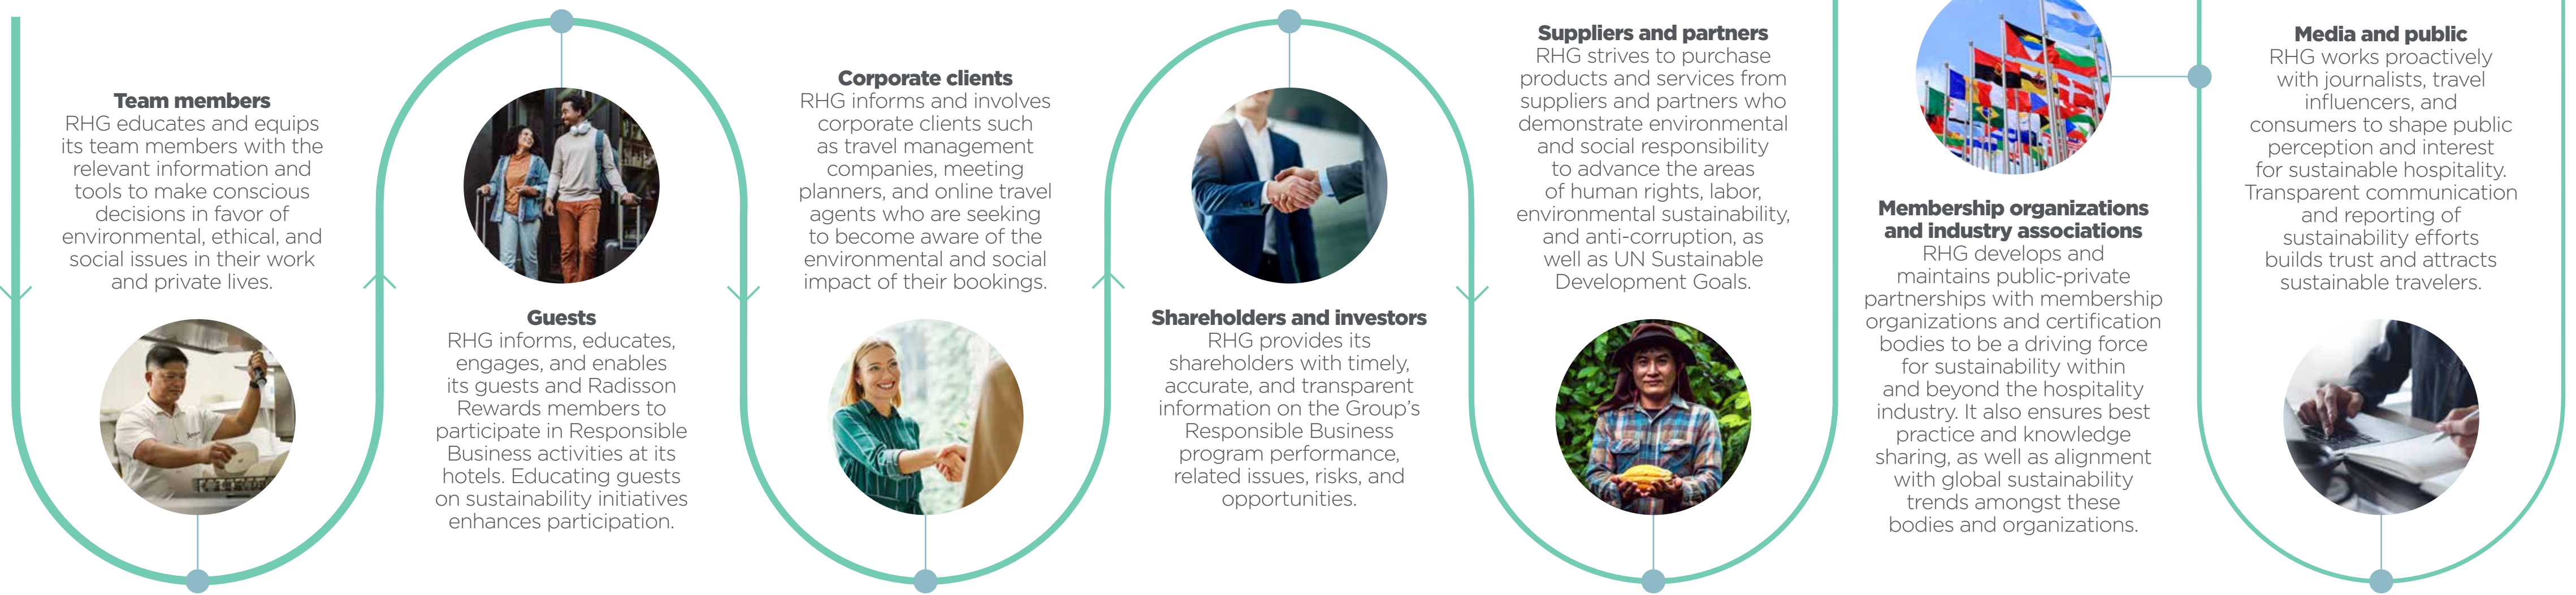 Team members
RHG educates and equips
its team members with the
relevant information and
tools to make conscious
decisions in favor of
environmental, ethical, and
social issues in their work
and private lives.
Guests
RHG informs, educates,
engages, and enables
its guests and Radisson
Rewards members to
participate in Responsible
Business activities at its
hotels. Educating guests
on sustainability initiatives
enhances participation.
Corporate clients
RHG informs and involves
corporate clients such
as travel management
companies, meeting
planners, and online travel
agents who are seeking
to become aware of the
environmental and social
impact of their bookings.
Shareholders and investors
RHG provides its
shareholders with timely,
accurate, and transparent
information on the Group’s
Responsible Business
program performance,
related issues, risks, and
opportunities.
Suppliers and partners
RHG strives to purchase
products and services from
suppliers and partners who
demonstrate environmental
and social responsibility
to advance the areas
of human rights, labor,
environmental sustainability,
and anti-corruption, as
well as UN Sustainable
Development Goals.
Membership organizations
and industry associations
RHG develops and
maintains public-private
partnerships with membership
organizations and certification
bodies to be a driving force
for sustainability within
and beyond the hospitality
industry. It also ensures best
practice and knowledge
sharing, as well as alignment
with global sustainability
trends amongst these
bodies and organizations.
Media and public
RHG works proactively
with journalists, travel
influencers, and
consumers to shape public
perception and interest
for sustainable hospitality.
Transparent communication
and reporting of
sustainability efforts
builds trust and attracts
sustainable travelers.